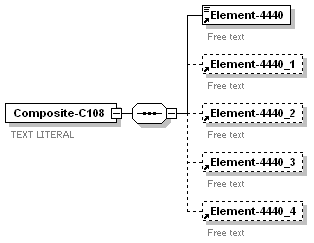 Element-4440
Free text
Element-4440_1
Free text
Element-4440_2
Free text
Composite-C108
TEXT LITERAL
Element-4440_3
Free text
Element-4440_4
Free text